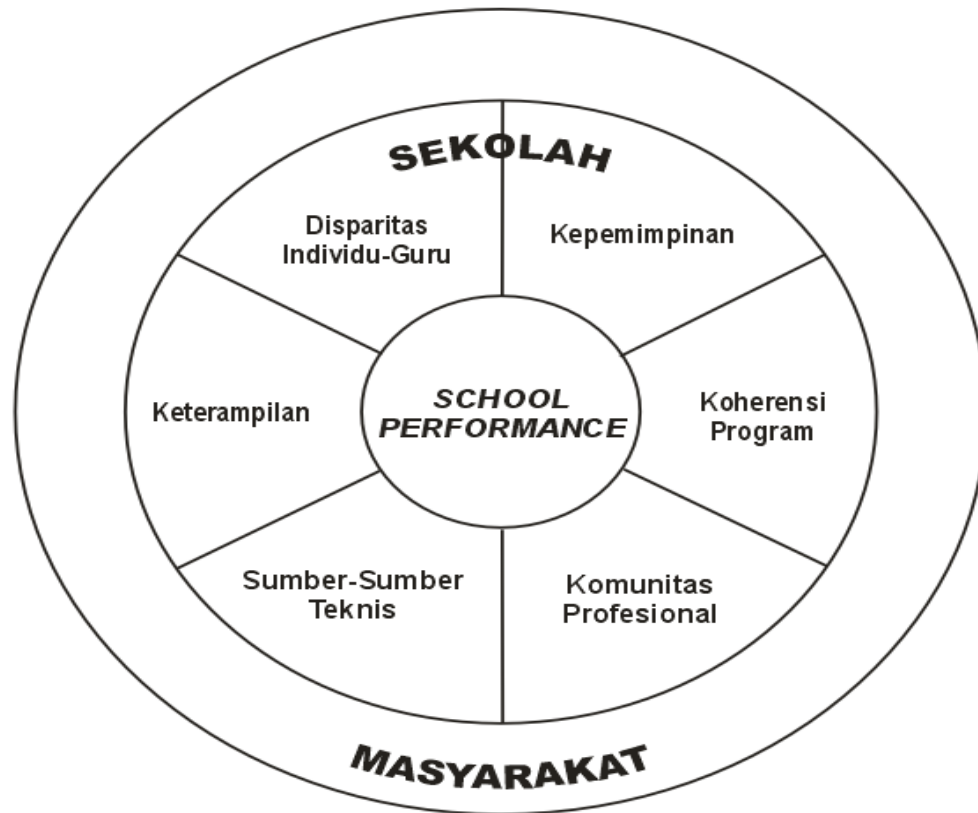 SEKOLAH
Disparitas
Individu-Guru
Kepemimpinan
Keterampilan
SCHOOL
PERFORMANCE
Koherensi
Program
Sumber-Sumber
Teknis
Komunitas
Profesional
MASYARAKAT